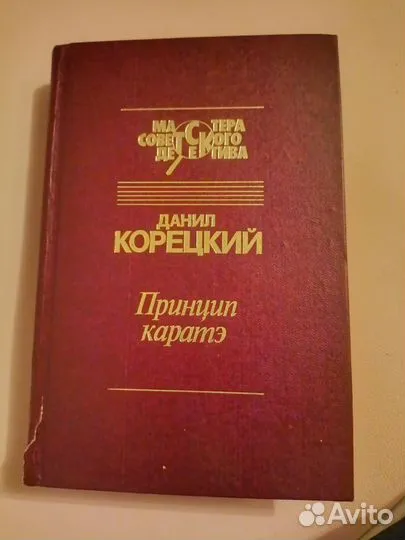 МАСТЕРА
СОВЕТСКОГО
ДЕТЕКТИВА
ДАНИЛ
КОРЕЦКИЙ
Принцип
каратэ
Avito